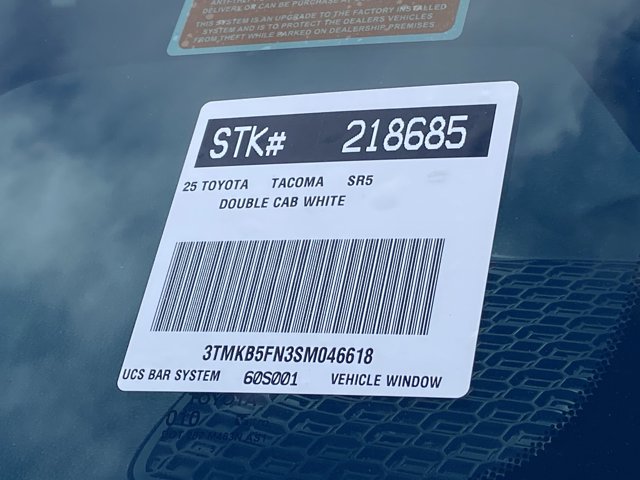 DELIVERY OR CAN BE PURCHASE A
THIS SYSTEM IS AN UPGRADE TO THE FACTORY INSTALLED
SYSTEM AND IS TO PROTECT THE DEALERS VEHICLES
FROM THEFT WHILE PARKED ON DEALERSHIP PREMISES.
STK# 218685
25 TOYOTA TACOMA SR5
DOUBLE CAB WHITE
3TMKB5FN3SM046618
UCS BAR SYSTEM 60S001 VEHICLE WINDOW
TOYOTA